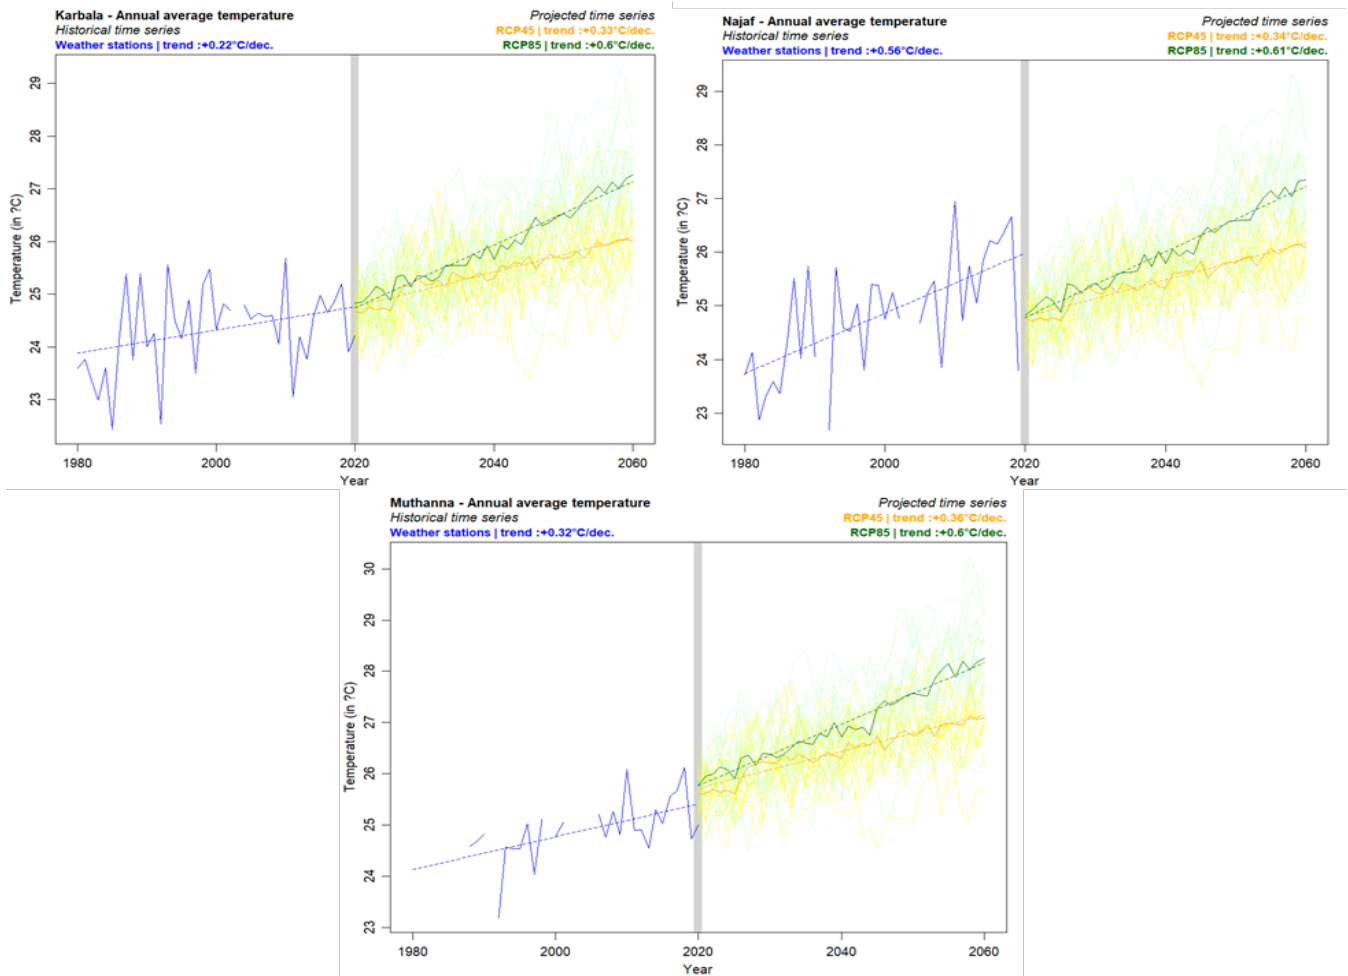 Karbala - Annual average temperature
Projected time series
Historical time series
RCP45 | trend :+0.33°C/dec.
Weather stations | trend :+0.22°C/dec.
RCP85 | trend :+0.6°C/dec.
Temperature (in ?C)
29
28
27
26
25
24
23
1980
2000
2020
2040
2060
Year
Najaf - Annual average temperature
Projected time series
Historical time series
RCP45 | trend :+0.34°C/dec.
Weather stations | trend :+0.56°C/dec.
RCP85 | trend :+0.61°C/dec.
Temperature (in ?C)
29
28
27
26
25
24
23
1980
2000
2020
2040
2060
Year
Muthanna - Annual average temperature
Projected time series
Historical time series
RCP45 | trend :+0.36°C/dec.
Weather stations | trend :+0.32°C/dec.
RCP85 | trend :+0.6°C/dec.
Temperature (in ?C)
30
29
28
27
26
25
24
23
1980
2000
2020
2040
2060
Year